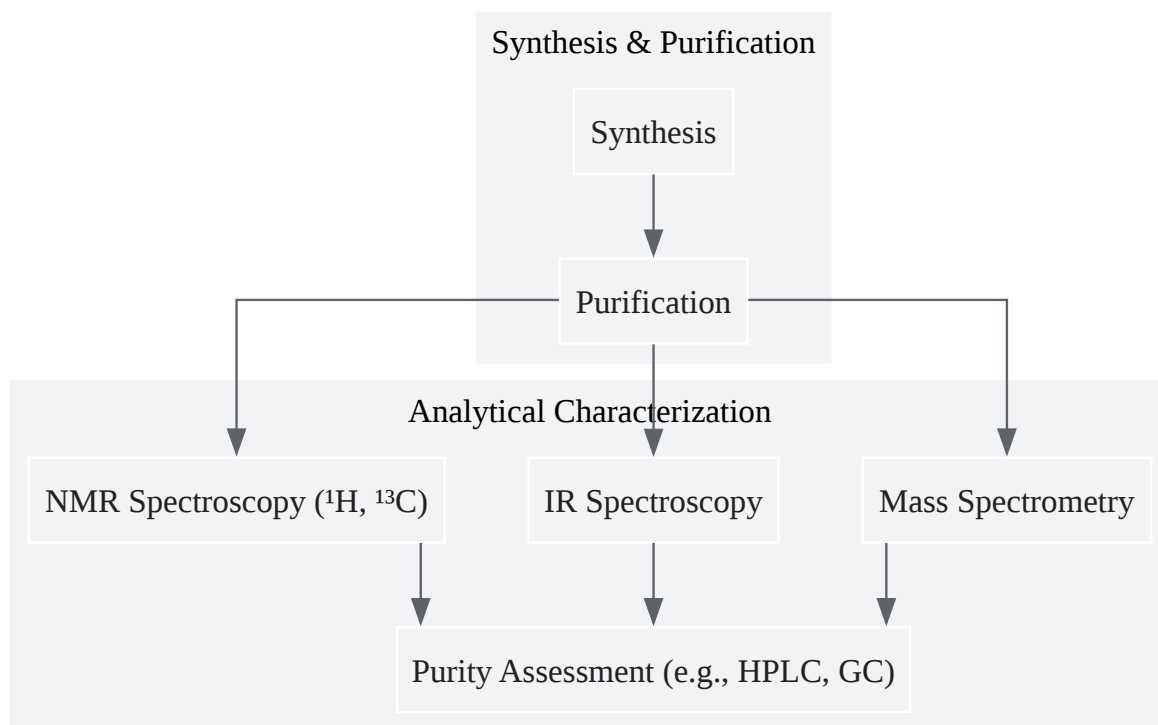 Synthesis & Purification
Synthesis
Purification
Analytical Characterization
NMR Spectroscopy (¹H, ¹³C)
IR Spectroscopy
Mass Spectrometry
Purity Assessment (e.g., HPLC, GC)